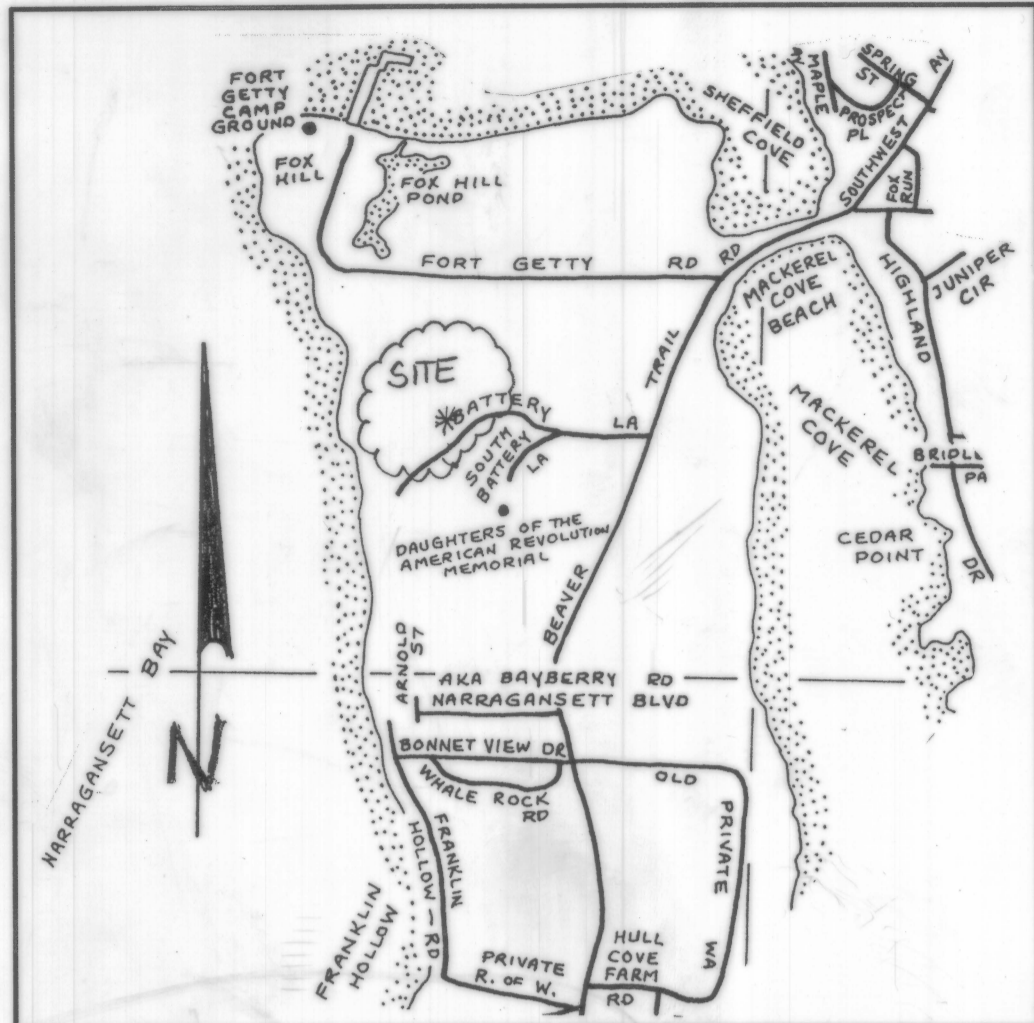 FORT
GETTY
CAMP
GROUND
FOX
HILL
FOX HILL
POND
SHEFFIELD
COVE
AV
MAPLE
SPRING
ST
PROSPECT
PL
SOUTHWEST
AV
FOX
RUN
FORT GETTY RD
RD
MACKEREL
COVE
BEACH
HIGHLAND
JUNIPER
CIR
SITE
BATTERY
LA
SOUTH
BATTERY
LA
TRAIL
MACKEREL
COVE
BRIDLE
PA
DAUGHTERS OF THE
AMERICAN REVOLUTION
MEMORIAL
CEDAR
POINT
DR
BEAVER
NARRAGANSETT BAY
ARNOLD
ST
AKA BAYBERRY RD
NARRAGANSETT BLVD
N
BONNET VIEW DR
OLD
WHALE ROCK
RD
FRANKLIN
HOLLOW RD
PRIVATE
WA
FRANKLIN
HOLLOW
PRIVATE
R. OF W.
HULL
COVE
FARM
RD